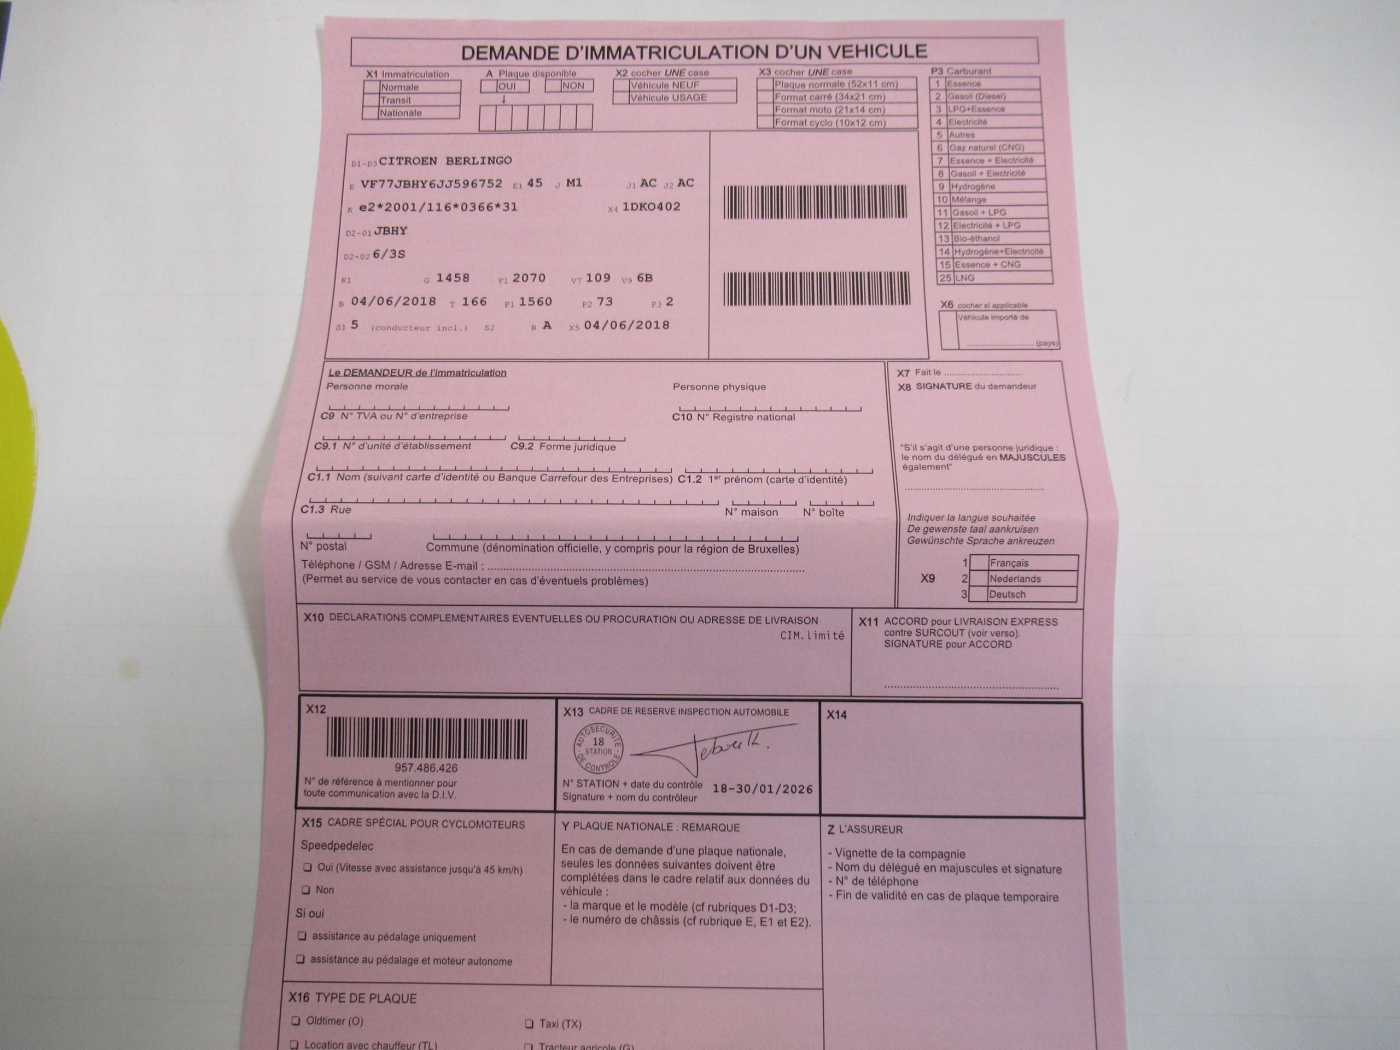 DEMANDE D'IMMATRICULATION D'UN VEHICULE
X1 Immatriculation
Normale
Transit
Nationale
A Plaque disponible
OUI
NON
X2 cocher UNE case
Véhicule NEUF
Véhicule USAGE
X3 cocher UNE case
Plaque normale (52x11 cm)
Format carré (34x21 cm)
Format moto (21x14 cm)
Format cyclo (10x12 cm)
P3 Carburant
1 Essence
2 Gasoil (Diesel)
3 LPG+Essence
4 Electricité
5 Autres
6 Gaz naturel (CNG)
7 Essence + Electricité
8 Gasoil + Electricité
9 Hydrogène
10 Mélange
11 Gasoil + LPG
12 Electricité + LPG
13 Bio-éthanol
14 Hydrogène+Electricité
15 Essence + CNG
25 LNG
X6 cocher si applicable
Véhicule importé de
(pays)
D1-D3 CITROEN BERLINGO
E VF77JBHY6JJ596752 E1 45 J M1 J1 AC J2 AC
K e2*2001/116*0366*31 X4 1DKO402
D2-01 JBHY
D2-02 6/3S
K1 G 1458 F1 2070 V7 109 V9 6B
B 04/06/2018 T 166 P1 1560 P2 73 P3 2
S1 5 (conducteur incl.) S2 R A X5 04/06/2018
Le DEMANDEUR de l'immatriculation
Personne morale
Personne physique
C9 N° TVA ou N° d'entreprise
C10 N° Registre national
C9.1 N° d'unité d'établissement
C9.2 Forme juridique
C1.1 Nom (suivant carte d'identité ou Banque Carrefour des Entreprises) C1.2 1er prénom (carte d'identité)
C1.3 Rue
N° maison
N° boîte
N° postal
Commune (dénomination officielle, y compris pour la région de Bruxelles)
Téléphone / GSM / Adresse E-mail :
(Permet au service de vous contacter en cas d'éventuels problèmes)
X7 Fait le
X8 SIGNATURE du demandeur
"S'il s'agit d'une personne juridique :
le nom du délégué en MAJUSCULES
également"
Indiquer la langue souhaitée
De gewenste taal aankruisen
Gewünschte Sprache ankreuzen
X9
1 Français
2 Nederlands
3 Deutsch
X10 DECLARATIONS COMPLEMENTAIRES EVENTUELLES OU PROCURATION OU ADRESSE DE LIVRAISON
CIM.limité
X11 ACCORD pour LIVRAISON EXPRESS
contre SURCOUT (voir verso).
SIGNATURE pour ACCORD
X12
957.486.426
N° de référence à mentionner pour
toute communication avec la D.I.V.
X13 CADRE DE RESERVE INSPECTION AUTOMOBILE
AUTOSECURITE
18
STATION
DE CONTROLE
N° STATION + date du contrôle
18-30/01/2026
Signature + nom du contrôleur
X14
X15 CADRE SPÉCIAL POUR CYCLOMOTEURS
Speedpedelec
Oui (Vitesse avec assistance jusqu'à 45 km/h)
Non
Si oui
assistance au pédalage uniquement
assistance au pédalage et moteur autonome
Y PLAQUE NATIONALE : REMARQUE
En cas de demande d'une plaque nationale,
seules les données suivantes doivent être
complétées dans le cadre relatif aux données du
véhicule :
- la marque et le modèle (cf rubriques D1-D3;
- le numéro de châssis (cf rubrique E, E1 et E2).
Z L'ASSUREUR
- Vignette de la compagnie
- Nom du délégué en majuscules et signature
- N° de téléphone
- Fin de validité en cas de plaque temporaire
X16 TYPE DE PLAQUE
Oldtimer (O)
Taxi (TX)
Location avec chauffeur (TL)
Tracteur agricole (G)